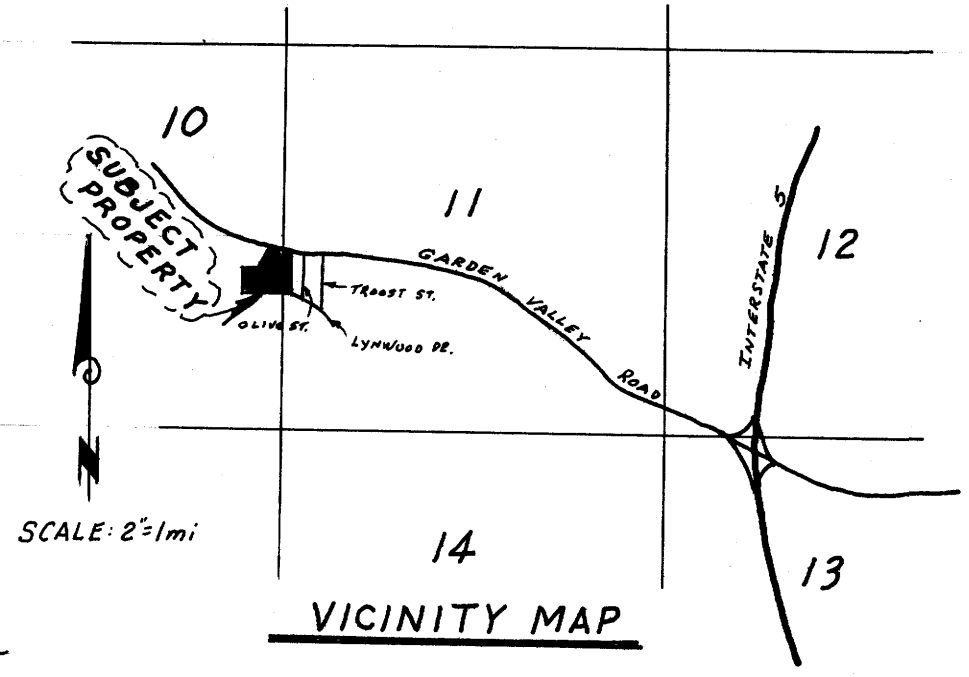 10
SUBJECT
PROPERTY
11
12
GARDEN VALLEY ROAD
INTERSTATE 5
TROOST ST.
OLIVE ST.
LYNWOOD DR.
N
SCALE: 2"=1mi
14
13
VICINITY MAP